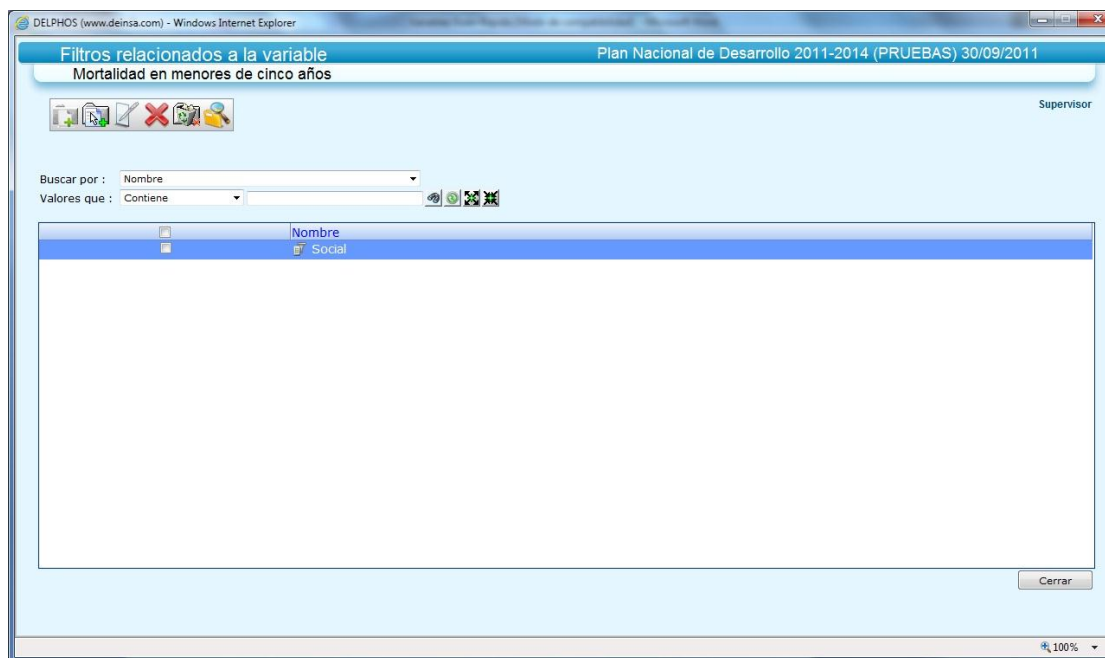 DELPHOS (www.deinsa.com) - Windows Internet Explorer
Filtros relacionados a la variable
Plan Nacional de Desarrollo 2011-2014 (PRUEBAS) 30/09/2011
Mortalidad en menores de cinco años
Supervisor
Buscar por : Nombre
Valores que : Contiene
Nombre
Social
Cerrar
100%